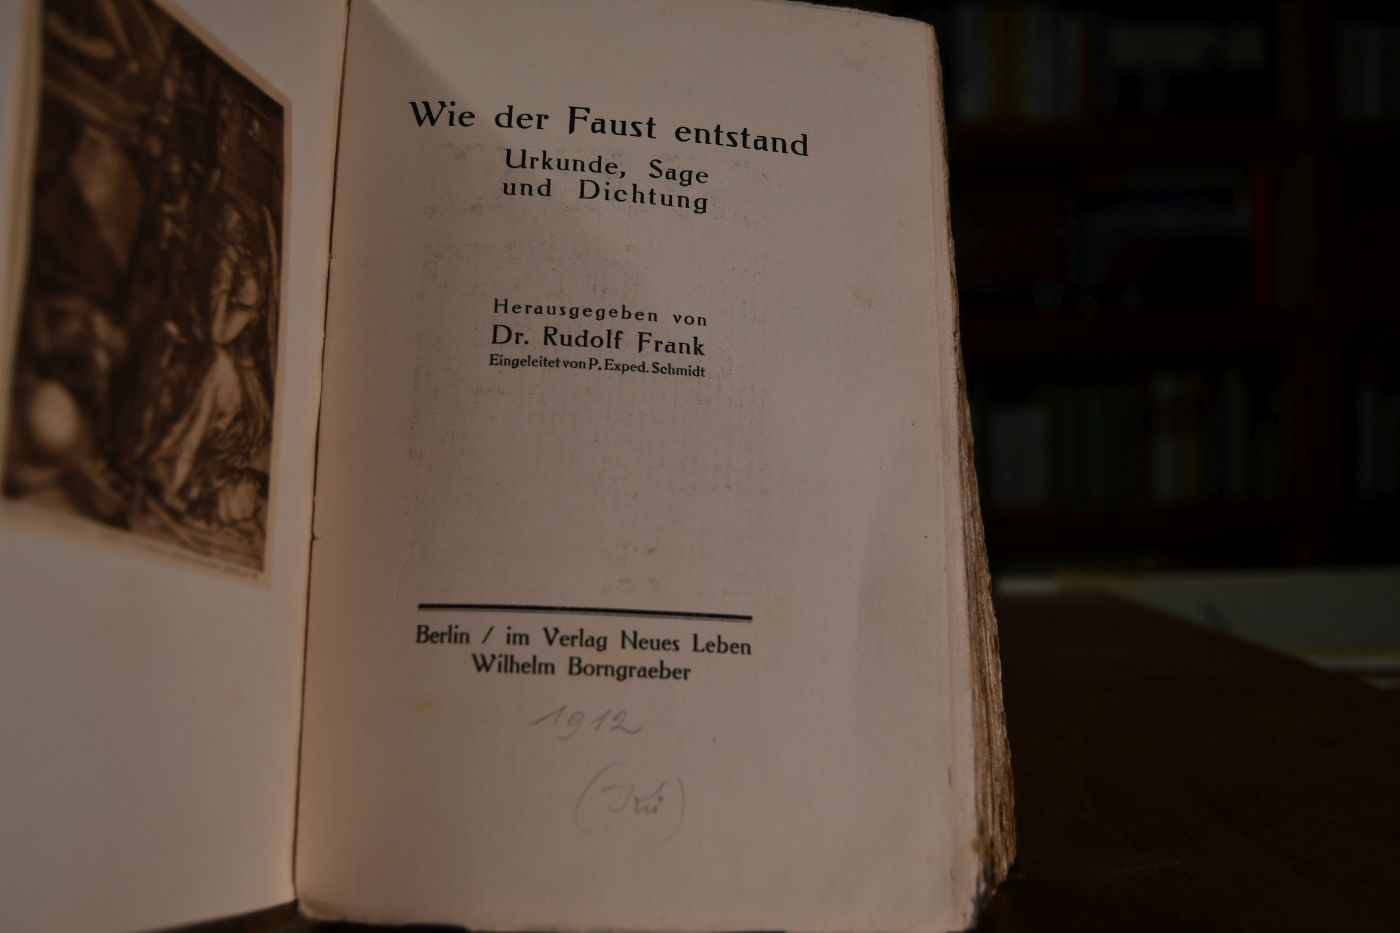 Wie der Faust entstand
Urkunde, Sage
und Dichtung
Herausgegeben von
Dr. Rudolf Frank
Eingeleitet von P. Exped. Schmidt
Berlin / im Verlag Neues Leben
Wilhelm Borngraeber
1912